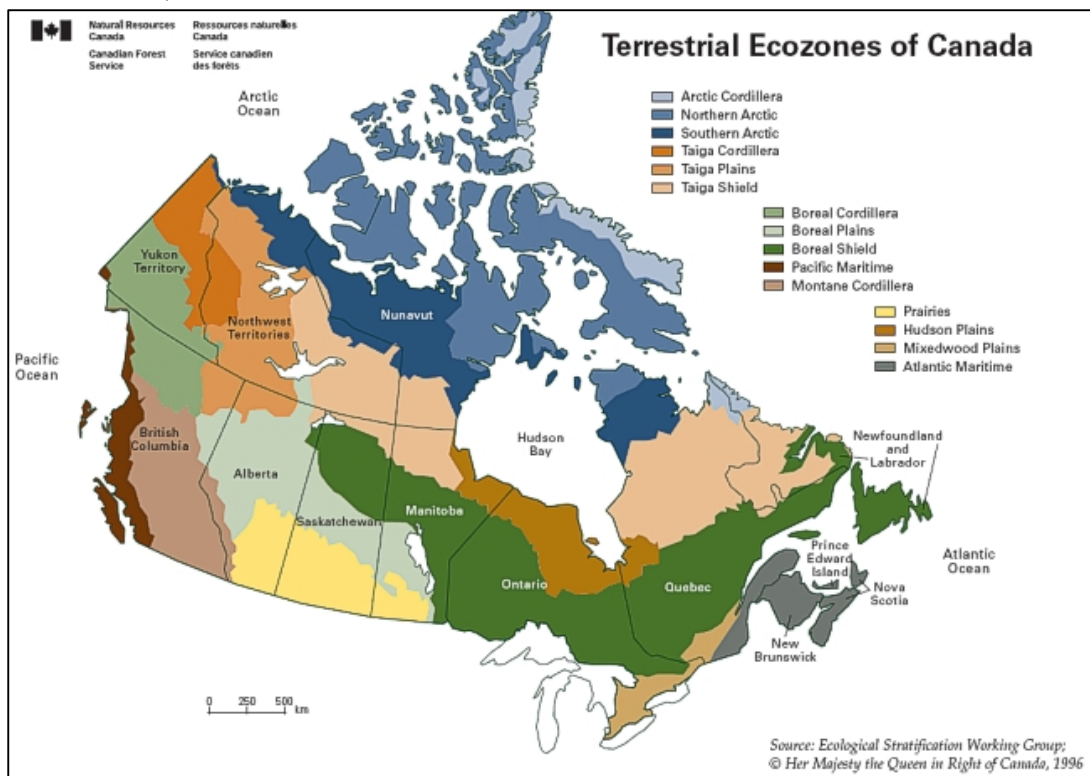 Natural Resources
Canada
Ressources naturelles
Canada
Canadian Forest
Service
Service canadien
des forêts
Terrestrial Ecozones of Canada
Arctic
Ocean
Arctic Cordillera
Northern Arctic
Southern Arctic
Taiga Cordillera
Taiga Plains
Taiga Shield
Boreal Cordillera
Boreal Plains
Boreal Shield
Pacific Maritime
Montane Cordillera
Prairies
Hudson Plains
Mixedwood Plains
Atlantic Maritime
Yukon
Territory
Northwest
Territories
Nunavut
Pacific
Ocean
British
Columbia
Alberta
Saskatchewan
Manitoba
Hudson
Bay
Newfoundland
and
Labrador
Ontario
Quebec
Prince
Edward
Island
Atlantic
Ocean
Nova
Scotia
New
Brunswick
0 250 500
km
Source: Ecological Stratification Working Group;
© Her Majesty the Queen in Right of Canada, 1996